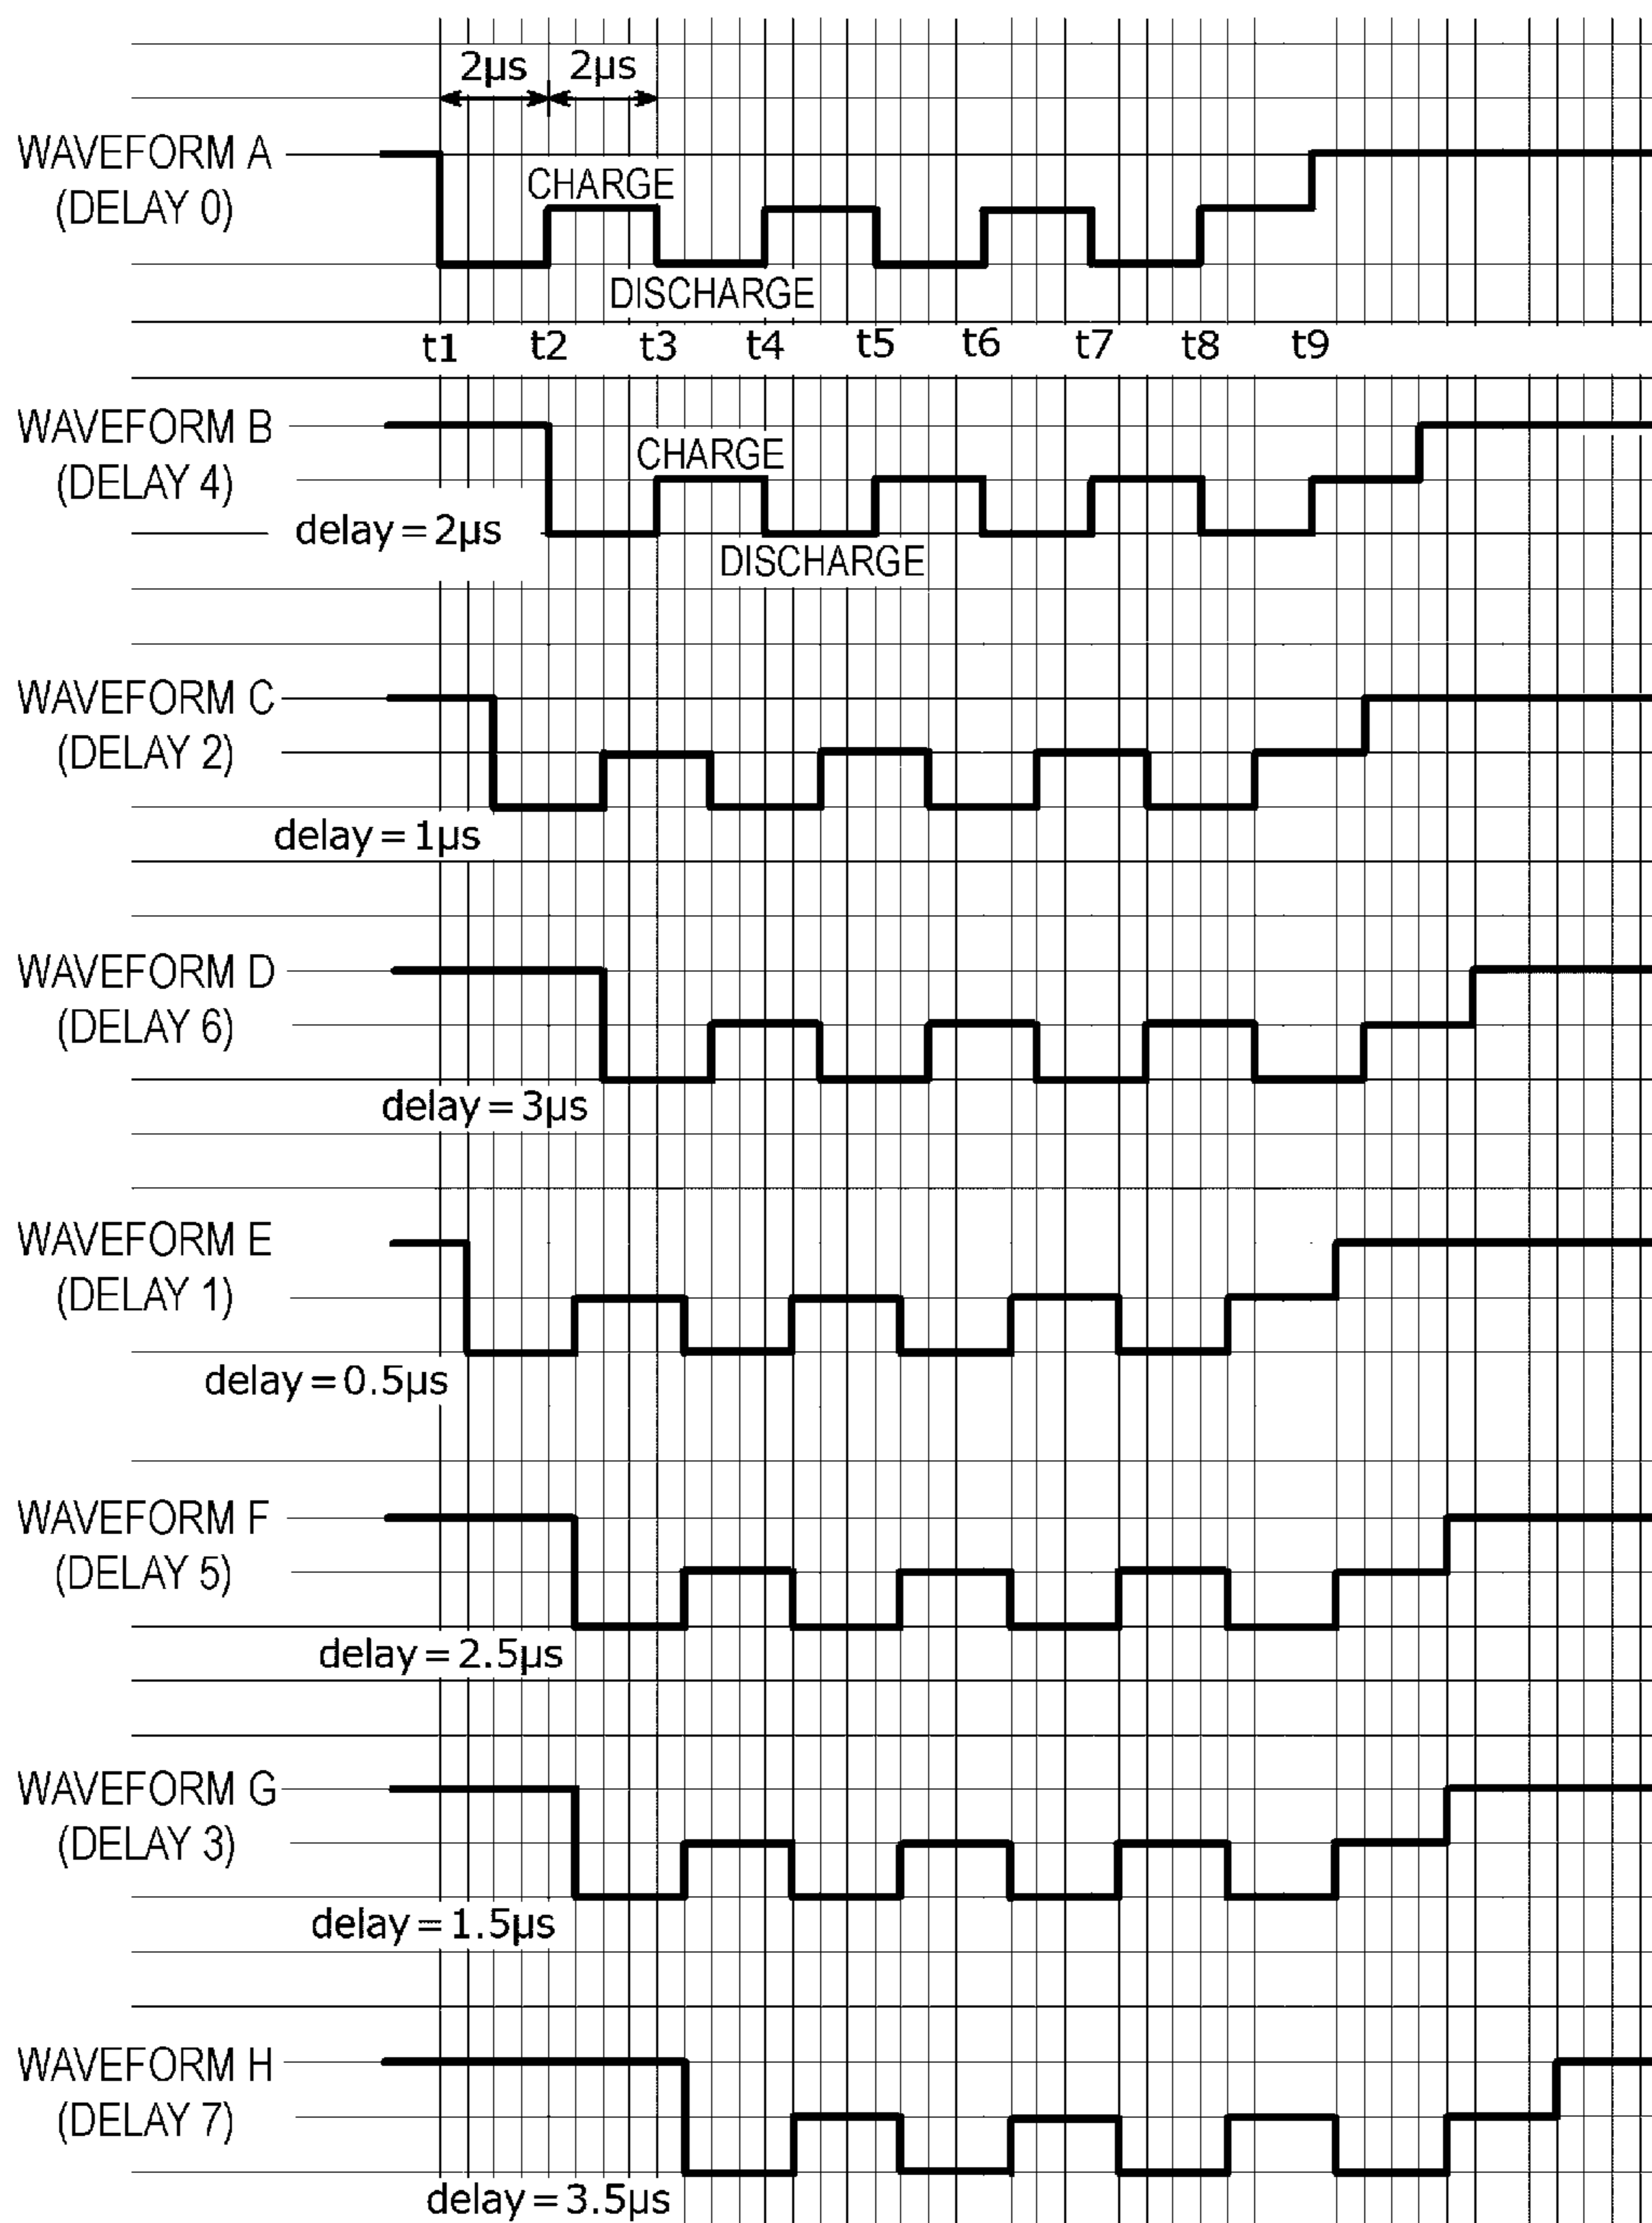 2µs 2µs
WAVEFORM A
(DELAY 0)
CHARGE
DISCHARGE
t1 t2 t3 t4 t5 t6 t7 t8 t9
WAVEFORM B
(DELAY 4)
CHARGE
delay=2µs
DISCHARGE
WAVEFORM C
(DELAY 2)
delay=1µs
WAVEFORM D
(DELAY 6)
delay=3µs
WAVEFORM E
(DELAY 1)
delay=0.5µs
WAVEFORM F
(DELAY 5)
delay=2.5µs
WAVEFORM G
(DELAY 3)
delay=1.5µs
WAVEFORM H
(DELAY 7)
delay=3.5µs